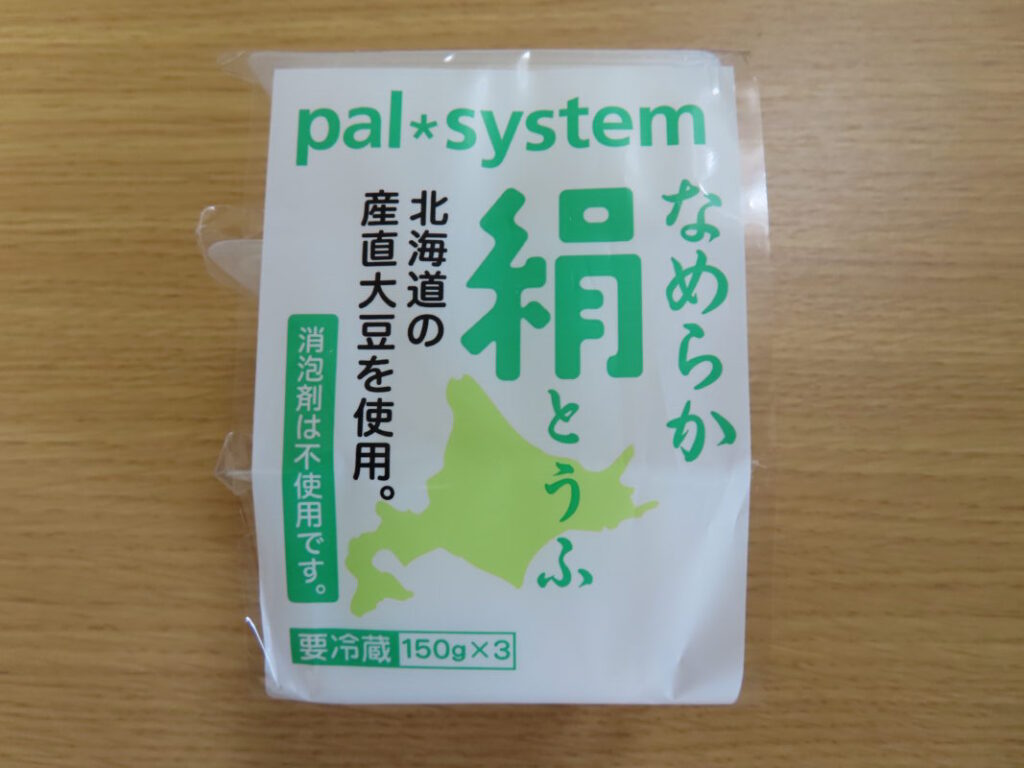 pal*system
なめらか
絹とうふ
北海道の
産直大豆を使用。
消泡剤は不使用です。
要冷蔵 150g×3